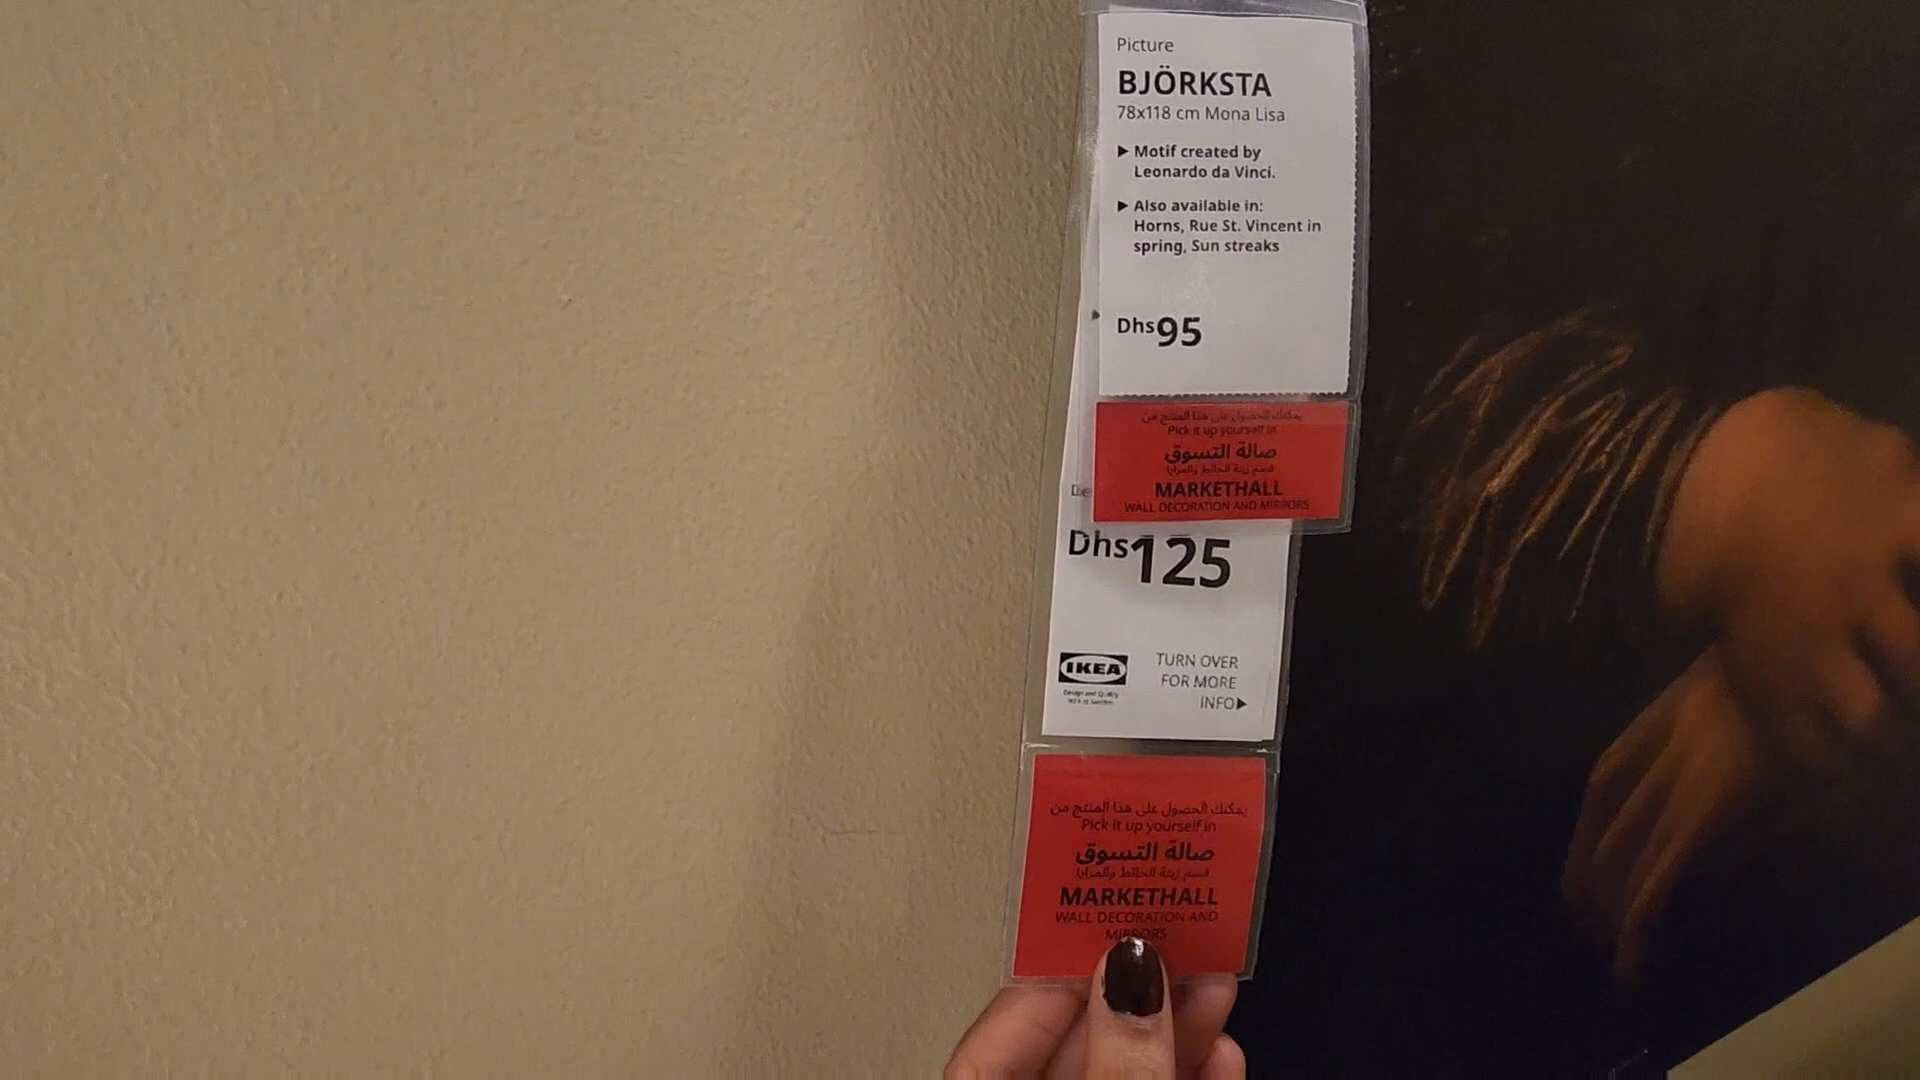 Picture
BJÖRKSTA
78x118 cm Mona Lisa
▶ Motif created by
Leonardo da Vinci.
▶ Also available in:
Horns, Rue St. Vincent in
spring, Sun streaks
Dhs95
يمكنك الحصول على هذا المنتج من
Pick it up yourself in
صالة التسوق
قسم زينة الحائط والمرايا
MARKETHALL
WALL DECORATION AND MIRRORS
Dhs125
IKEA
Design and Quality
IKEA of Sweden
TURN OVER
FOR MORE
INFO▶
يمكنك الحصول على هذا المنتج من
Pick it up yourself in
صالة التسوق
قسم زينة الحائط والمرايا
MARKETHALL
WALL DECORATION AND
MIRRORS